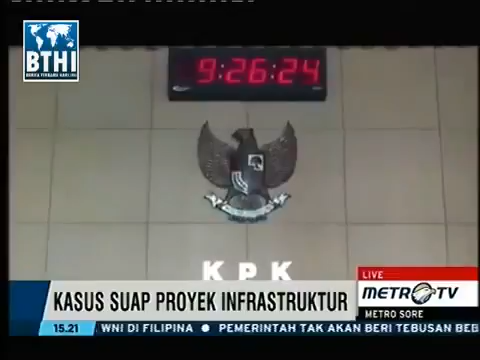 BTHI
9:26:24
KPK
KASUS SUAP PROYEK INFRASTRUKTUR
LIVE
METRO TV
METRO SORE
15.21 WNI DI FILIPINA PEMERINTAH TAK AKAN BERI TEBUSAN BE